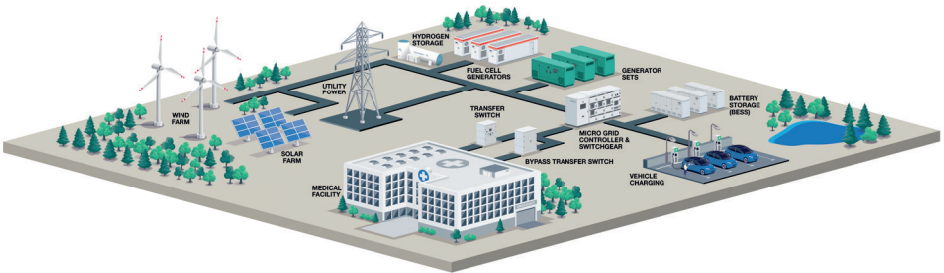 HYDROGEN
STORAGE
FUEL CELL
GENERATORS
GENERATOR
SETS
UTILITY
POWER
BATTERY
STORAGE
(BESS)
WIND
FARM
TRANSFER
SWITCH
MICRO GRID
CONTROLLER &
SWITCHGEAR
SOLAR
FARM
BYPASS TRANSFER SWITCH
VEHICLE
CHARGING
MEDICAL
FACILITY